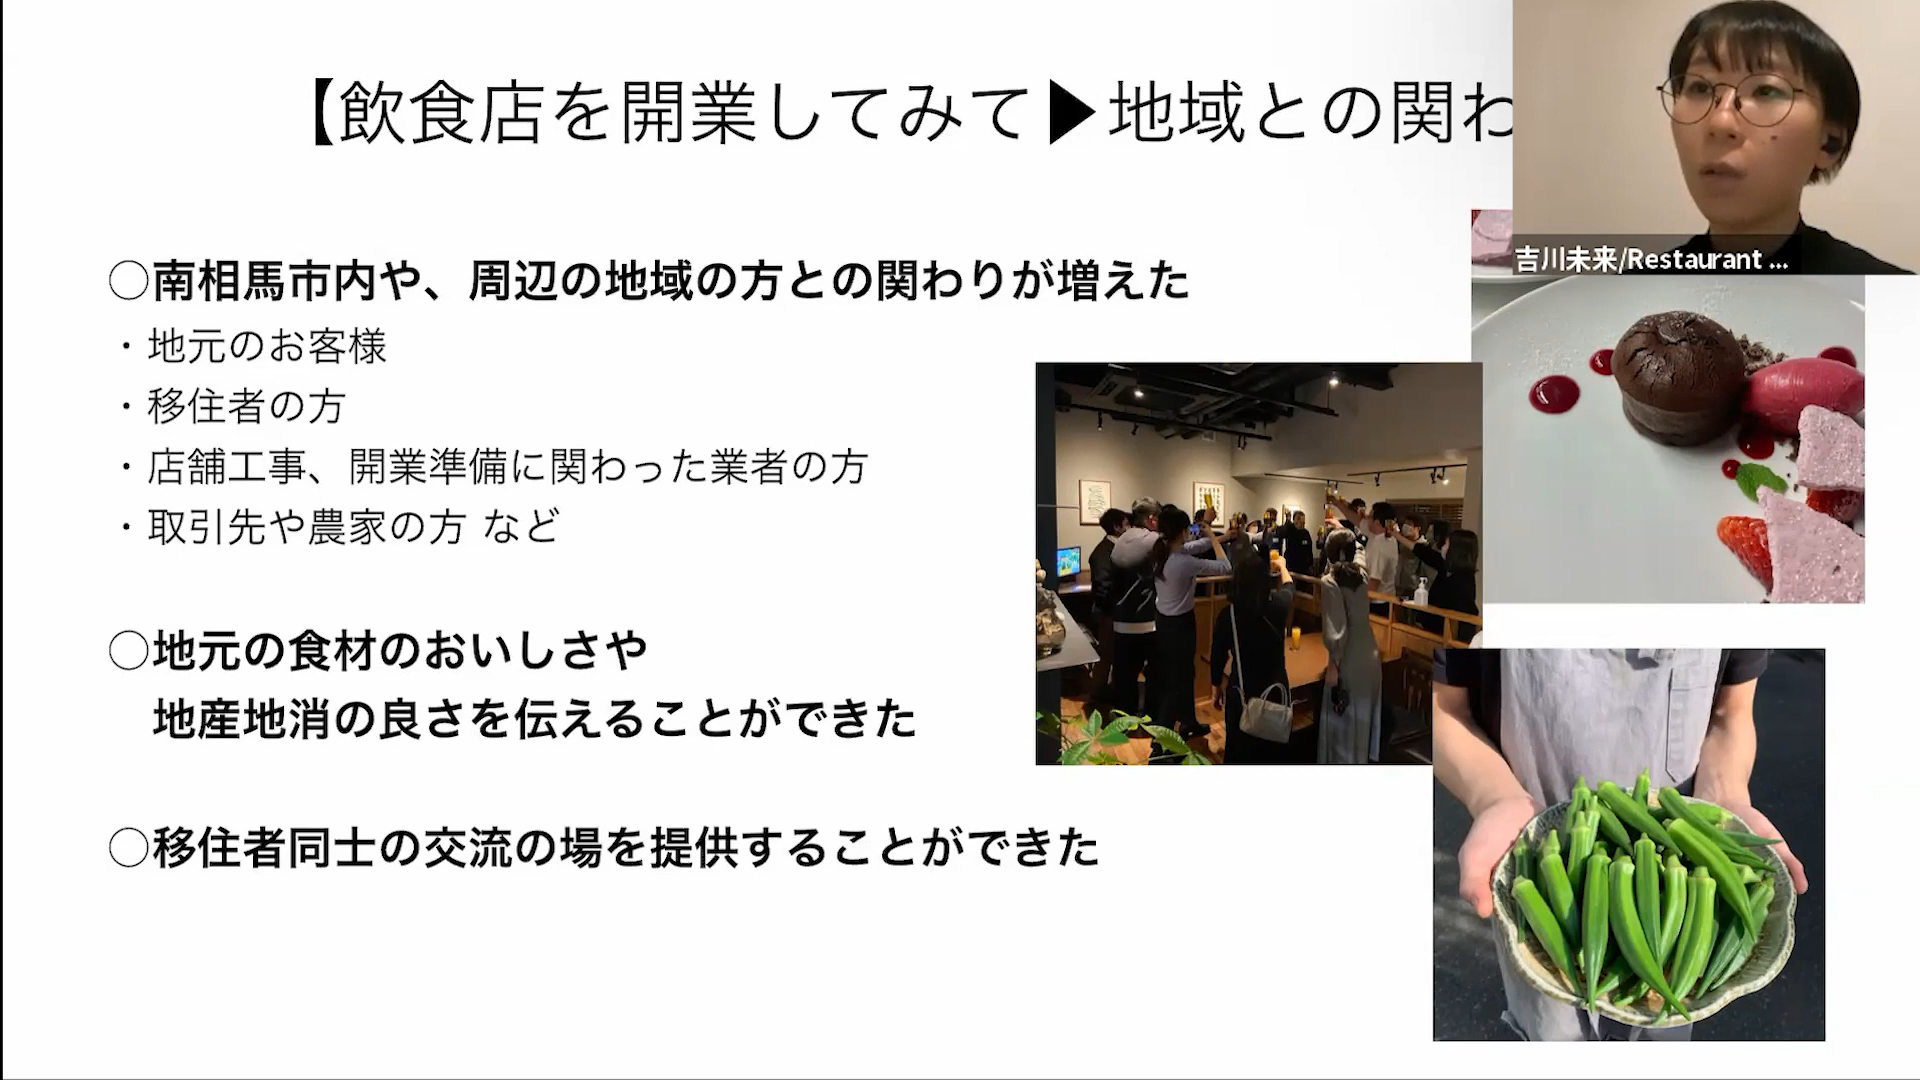 【飲食店を開業してみて▶地域との関わ
吉川未来/Restaurant ...
○南相馬市内や、周辺の地域の方との関わりが増えた
・地元のお客様
・移住者の方
・店舗工事、開業準備に関わった業者の方
・取引先や農家の方 など
○地元の食材のおいしさや
地産地消の良さを伝えることができた
○移住者同士の交流の場を提供することができた